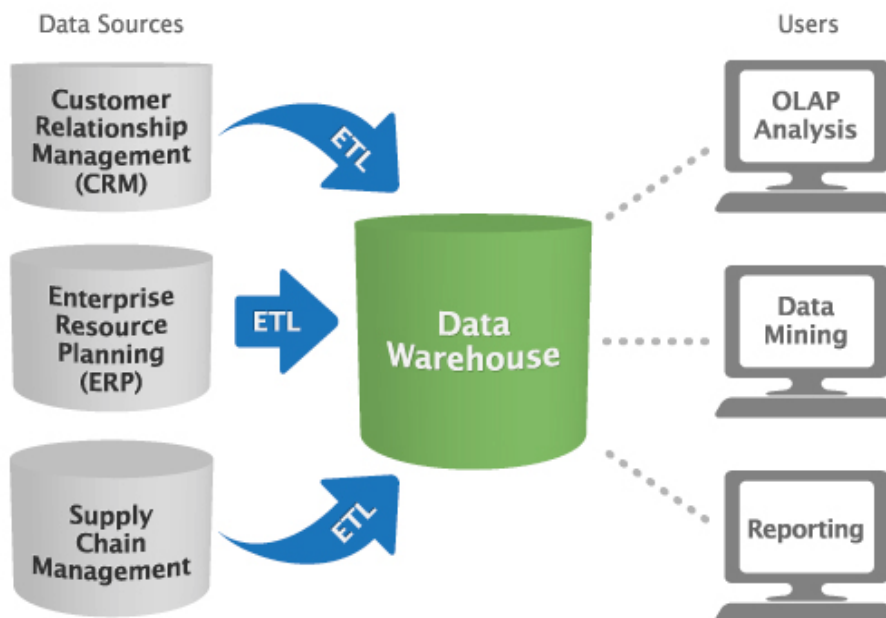 Data Sources
Users
Customer
Relationship
Management
(CRM)
ETL
OLAP
Analysis
Enterprise
Resource
Planning
(ERP)
ETL
Data
Warehouse
Data
Mining
Supply
Chain
Management
ETL
Reporting